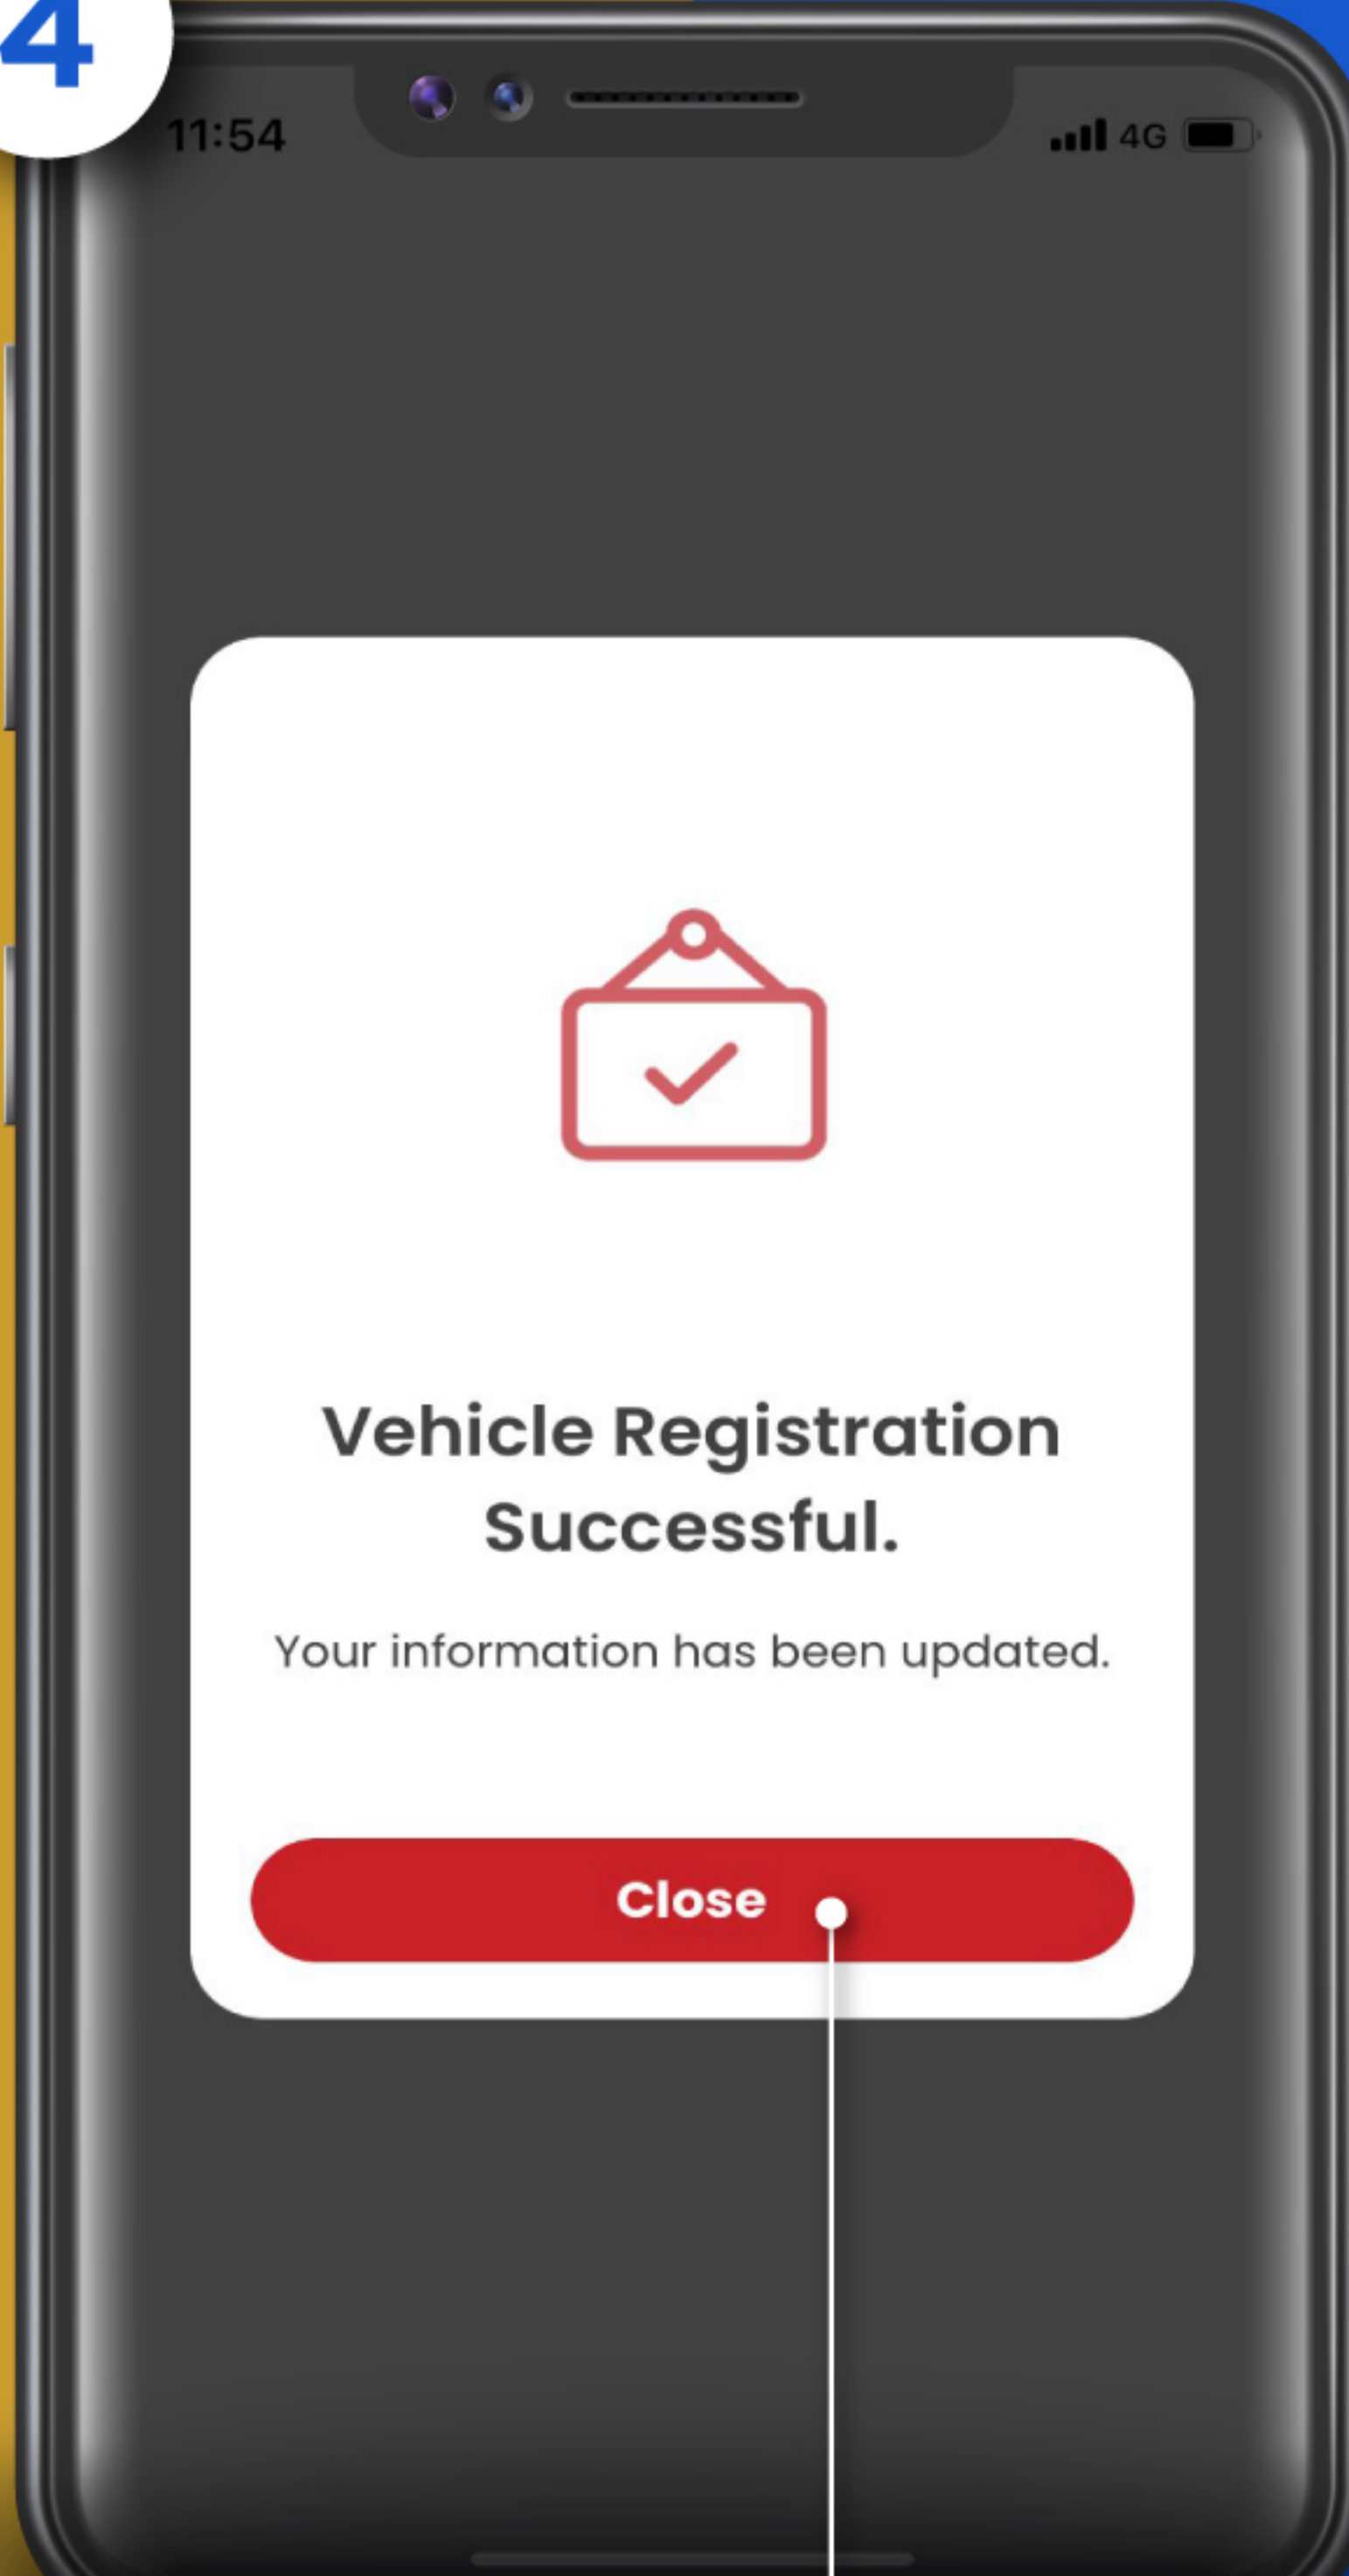 4
11:54
4G
Vehicle Registration
Successful.
Your information has been updated.
Close